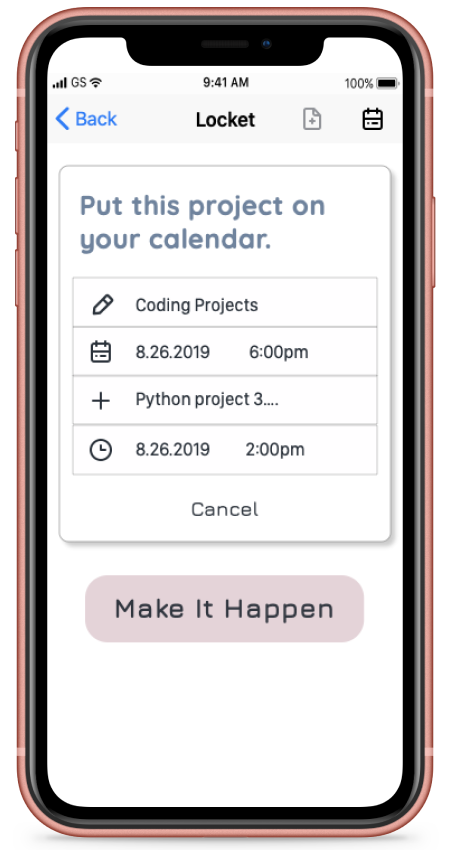 GS 9:41 AM 100%
Back Locket
Put this project on
your calendar.
Coding Projects
8.26.2019 6:00pm
Python project 3....
8.26.2019 2:00pm
Cancel
Make It Happen